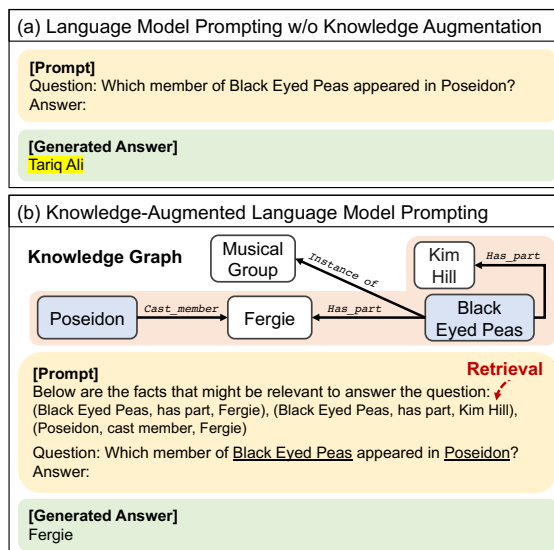 (a) Language Model Prompting w/o Knowledge Augmentation
[Prompt]
Question: Which member of Black Eyed Peas appeared in Poseidon?
Answer:
[Generated Answer]
Tariq Ali
(b) Knowledge-Augmented Language Model Prompting
Knowledge Graph
Musical
Group
Instance of
Kim
Hill
Has_part
Poseidon
Cast_member
Fergie
Has_part
Black
Eyed Peas
[Prompt]
Retrieval
Below are the facts that might be relevant to answer the question:
(Black Eyed Peas, has part, Fergie), (Black Eyed Peas, has part, Kim Hill),
(Poseidon, cast member, Fergie)
Question: Which member of Black Eyed Peas appeared in Poseidon?
Answer:
[Generated Answer]
Fergie